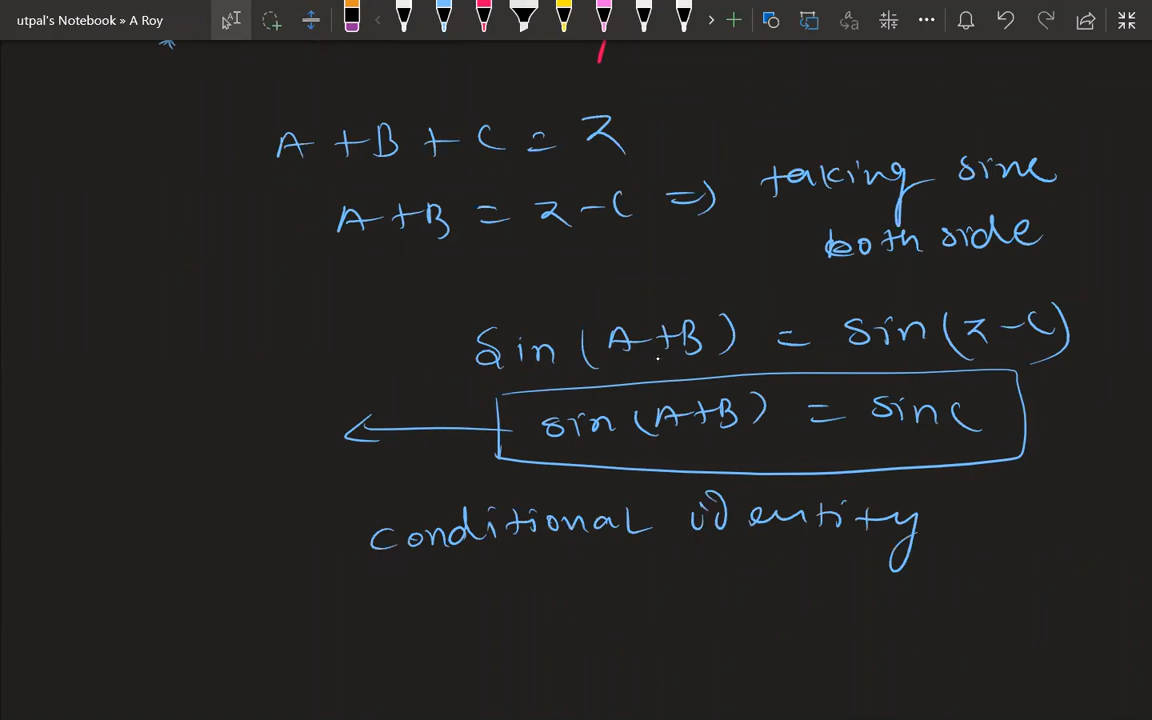 utpal's Notebook » A Roy
A + B + C = π
A + B = π - C ⇒ taking sine
both side
Sin (A+B) = Sin (π - C)
sin (A+B) = sin C
conditional identity